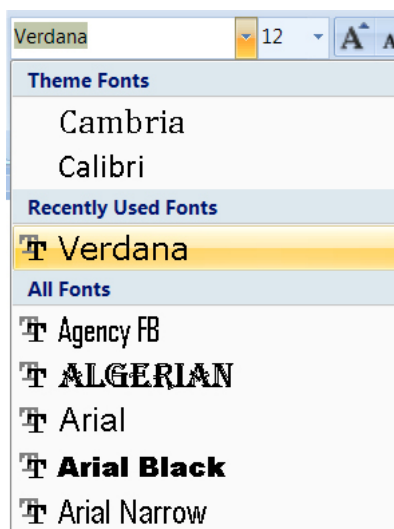 Verdana 12 A A
Theme Fonts
Cambria
Calibri
Recently Used Fonts
Verdana
All Fonts
Agency FB
ALGERIAN
Arial
Arial Black
Arial Narrow